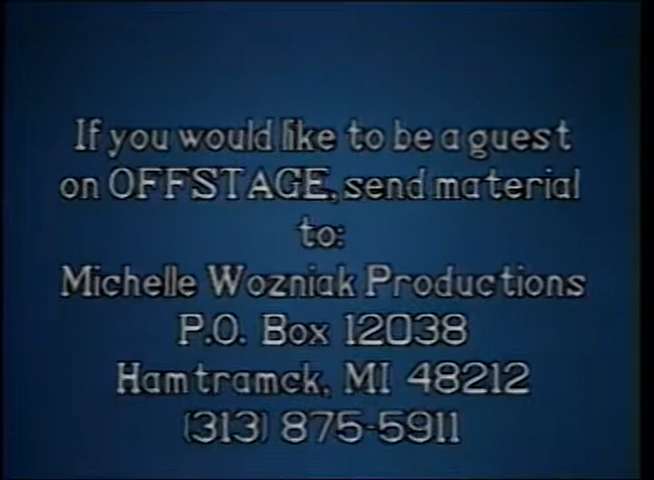 If you would like to be a guest
on OFFSTAGE, send material
to:
Michelle Wozniak Productions
P.O. Box 12038
Hamtramck, MI 48212
(313) 875-5911